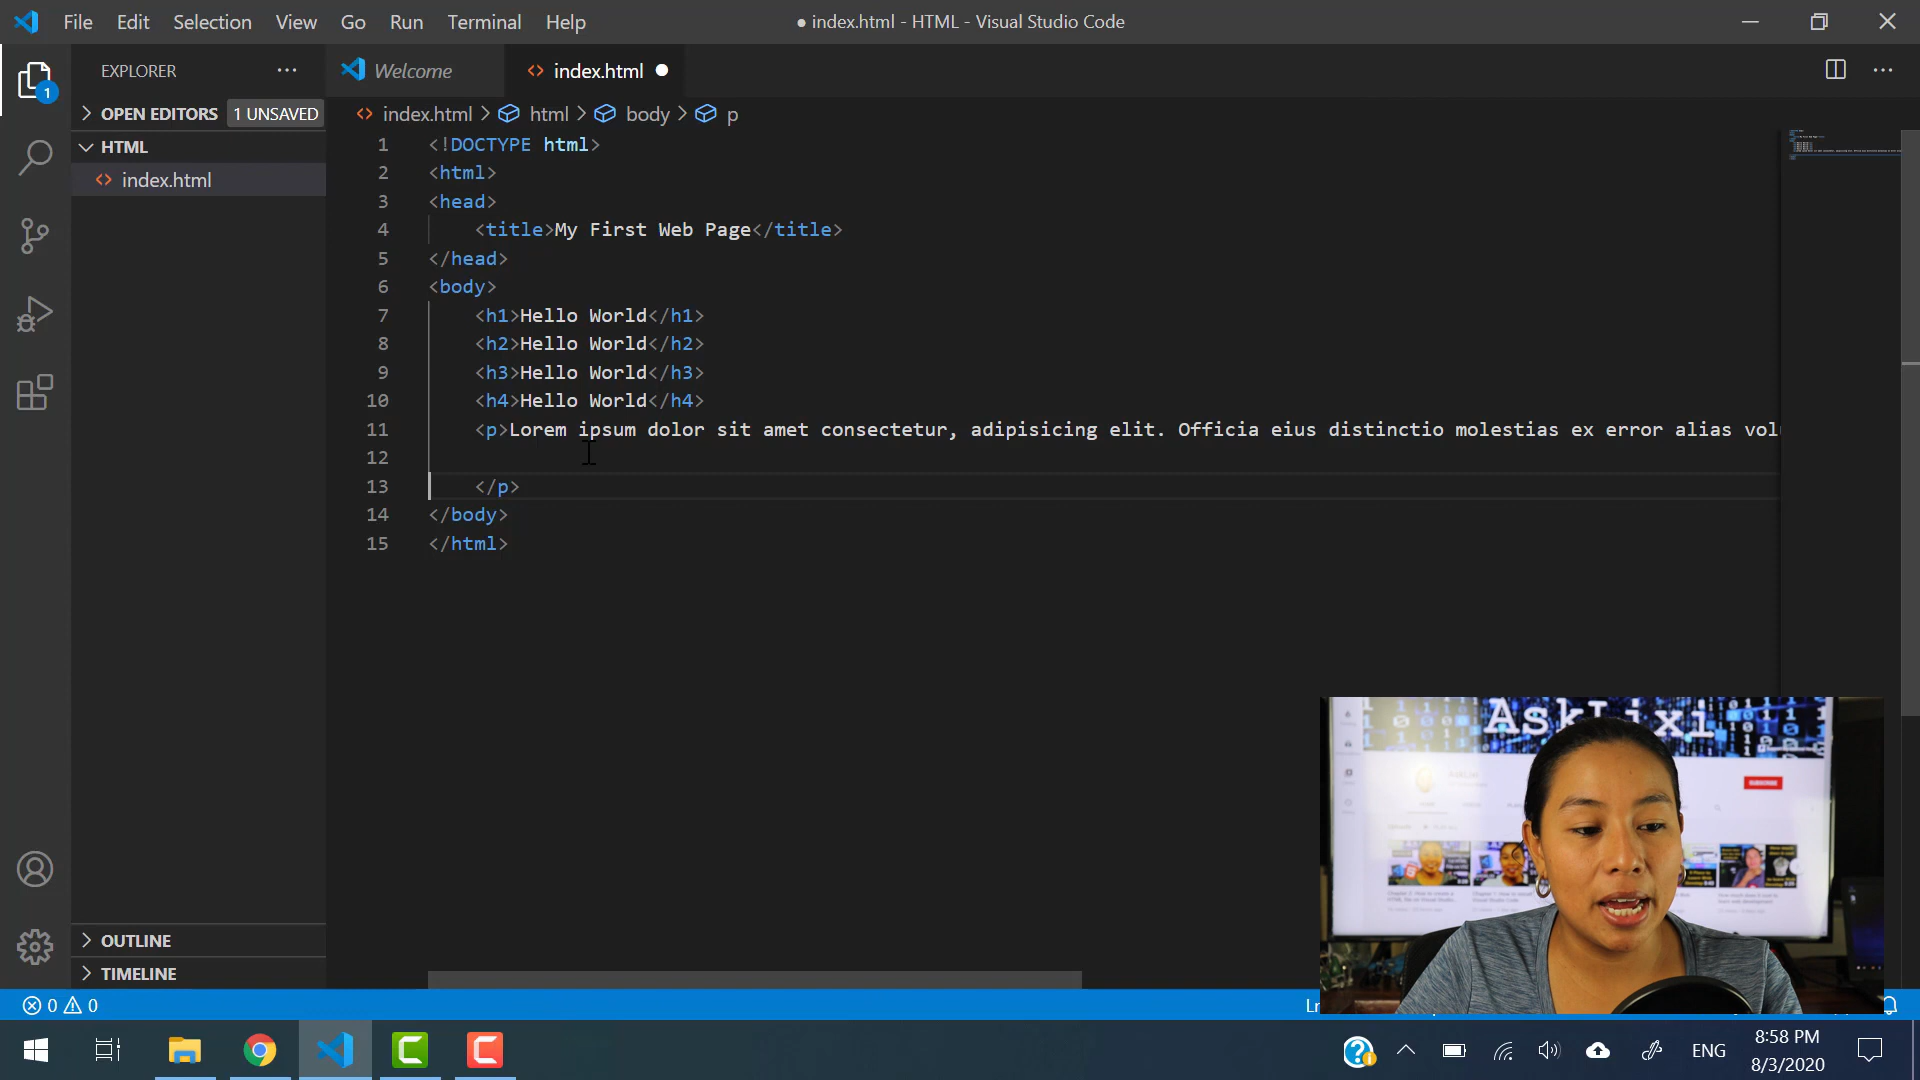 File Edit Selection View Go Run Terminal Help
● index.html - HTML - Visual Studio Code
EXPLORER
Welcome
index.html
OPEN EDITORS 1 UNSAVED
index.html > html > body > p
HTML
index.html
1 <!DOCTYPE html>
2 <html>
3 <head>
4 <title>My First Web Page</title>
5 </head>
6 <body>
7 <h1>Hello World</h1>
8 <h2>Hello World</h2>
9 <h3>Hello World</h3>
10 <h4>Hello World</h4>
11 <p>Lorem ipsum dolor sit amet consectetur, adipisicing elit. Officia eius distinctio molestias ex error alias vol
12
13 </p>
14 </body>
15 </html>
AskLixi
SUBSCRIBE
OUTLINE
TIMELINE
0 0
Ln
1
ENG
8:58 PM
8/3/2020